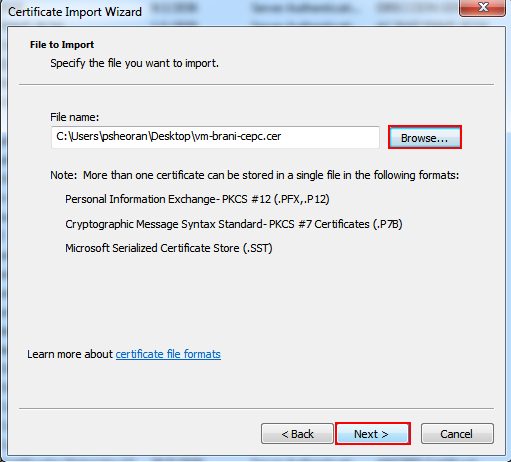 Certificate Import Wizard
File to Import
Specify the file you want to import.
File name:
C:\Users\psheoran\Desktop\vm-brani-cepc.cer
Browse...
Note: More than one certificate can be stored in a single file in the following formats:
Personal Information Exchange- PKCS #12 (.PFX,.P12)
Cryptographic Message Syntax Standard- PKCS #7 Certificates (.P7B)
Microsoft Serialized Certificate Store (.SST)
Learn more about certificate file formats
< Back
Next >
Cancel